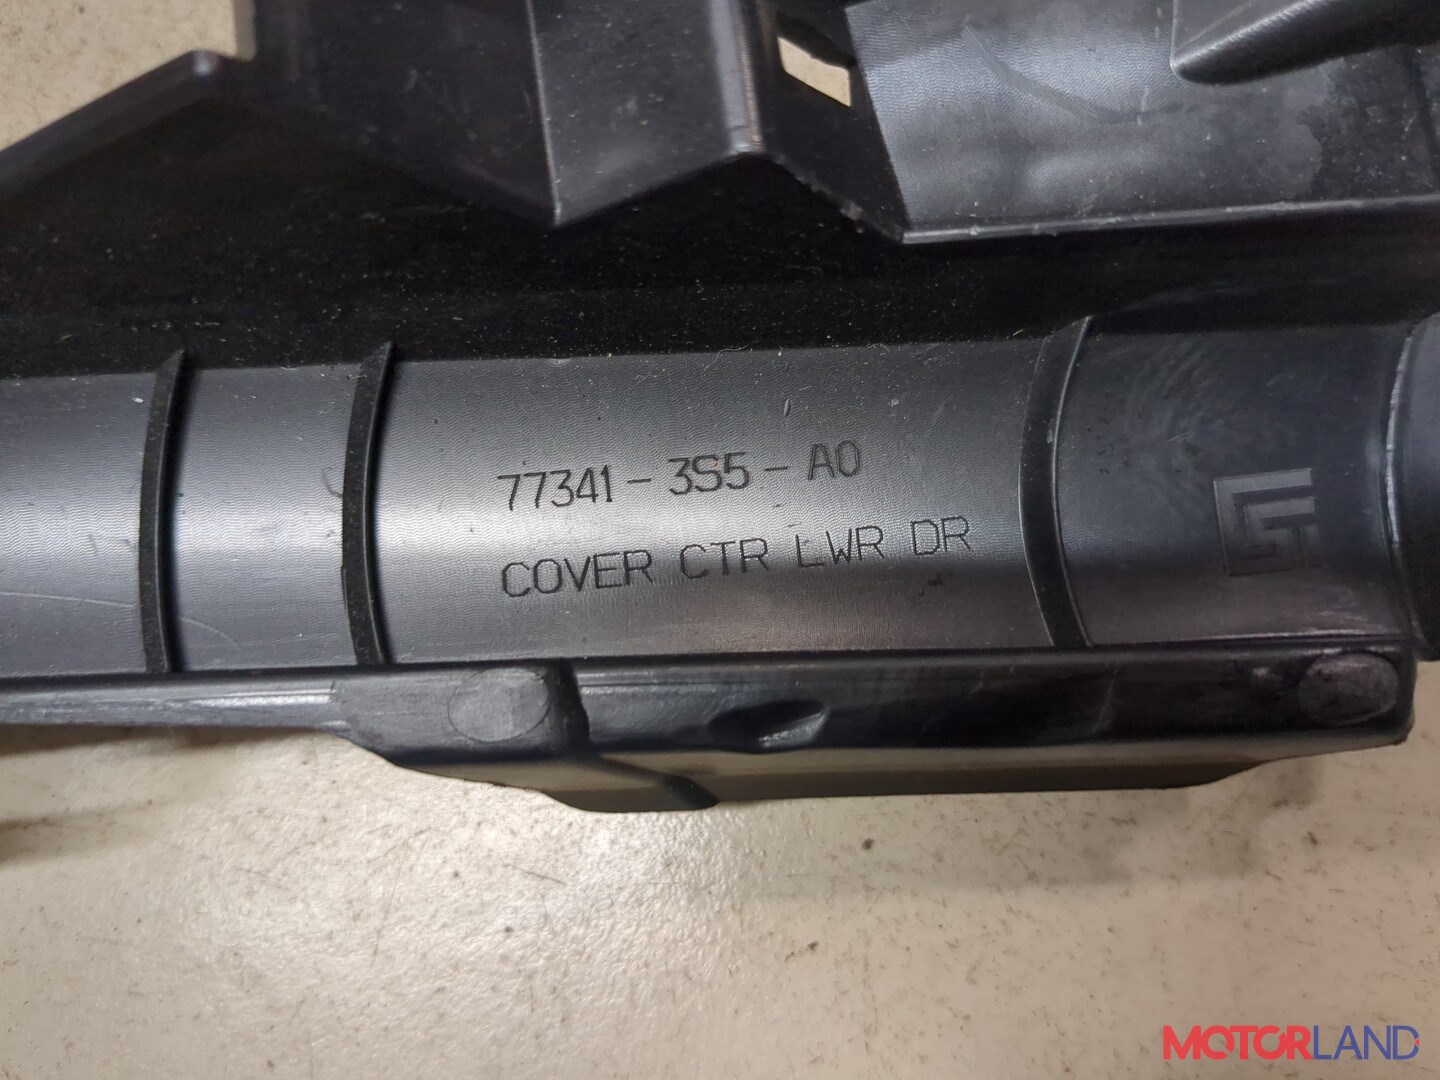 77341-3S5-A0
COVER CTR LWR DR
MOTORLAND